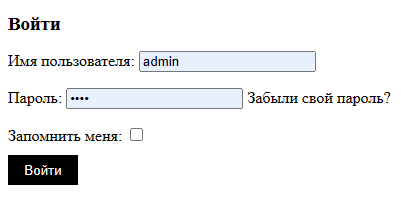 Войти
Имя пользователя: admin
Пароль: •••• Забыли свой пароль?
Запомнить меня:
Войти